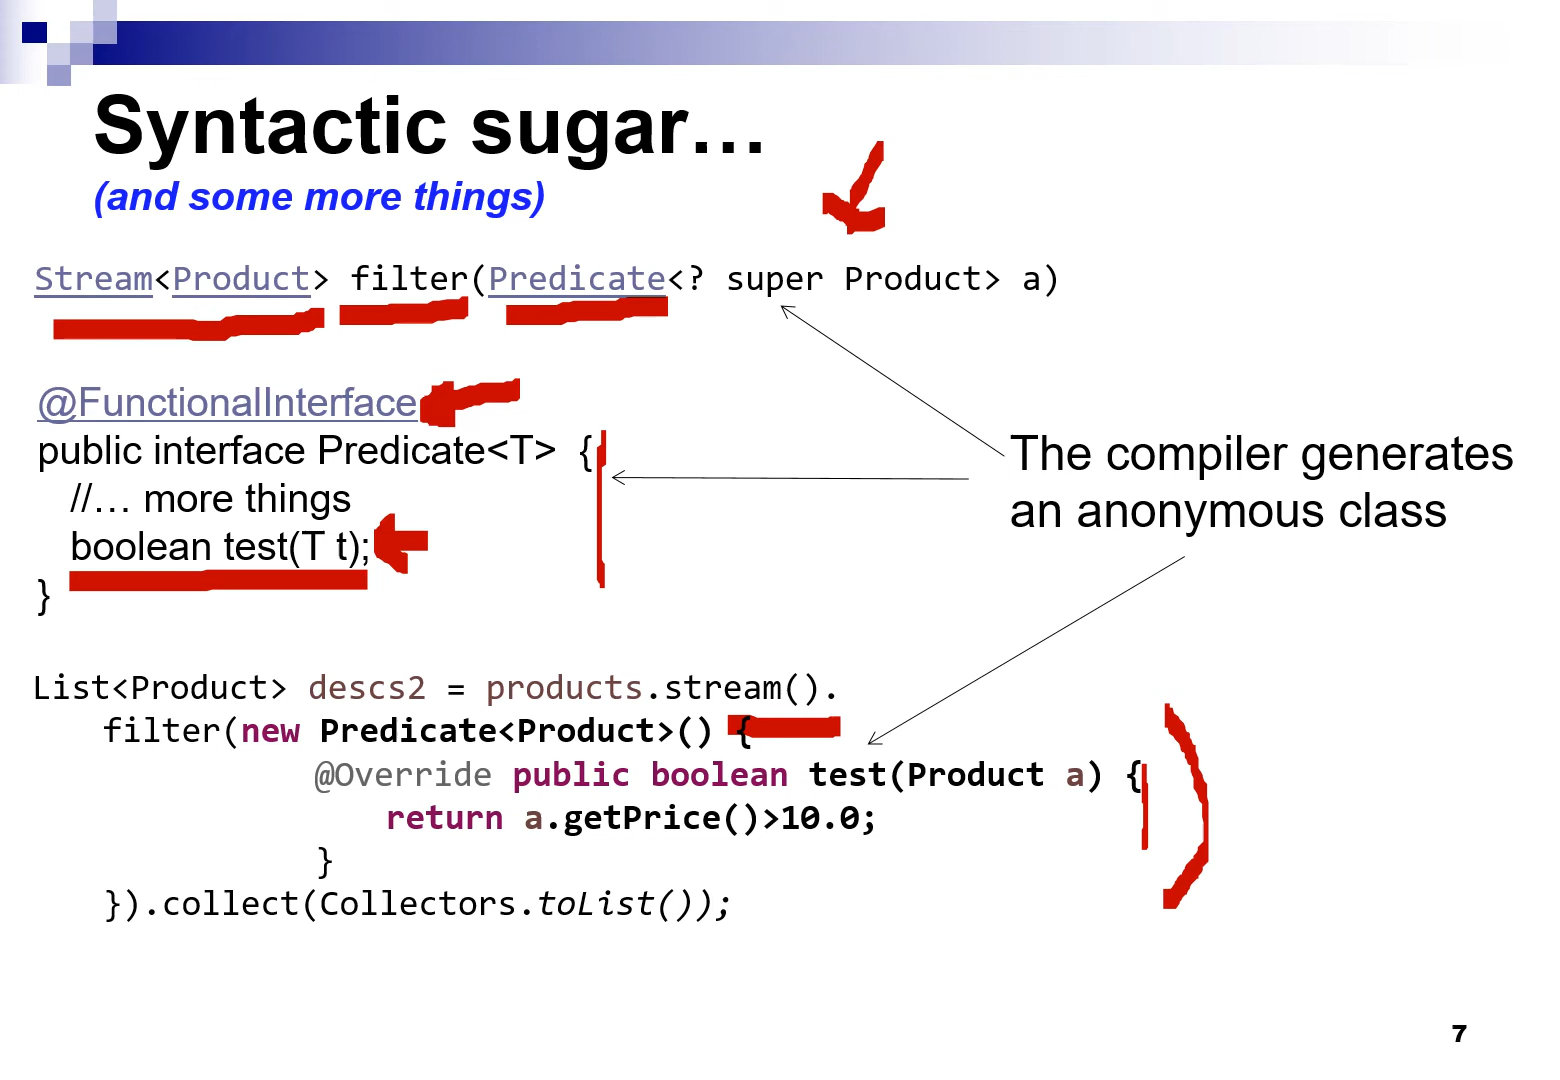 Syntactic sugar…
(and some more things)
Stream<Product> filter(Predicate<? super Product> a)
@FunctionalInterface
public interface Predicate<T> {
//… more things
boolean test(T t);
}
The compiler generates
an anonymous class
List<Product> descs2 = products.stream().
filter(new Predicate<Product>() {
@Override public boolean test(Product a) {
return a.getPrice()>10.0;
}
}).collect(Collectors.toList());
7